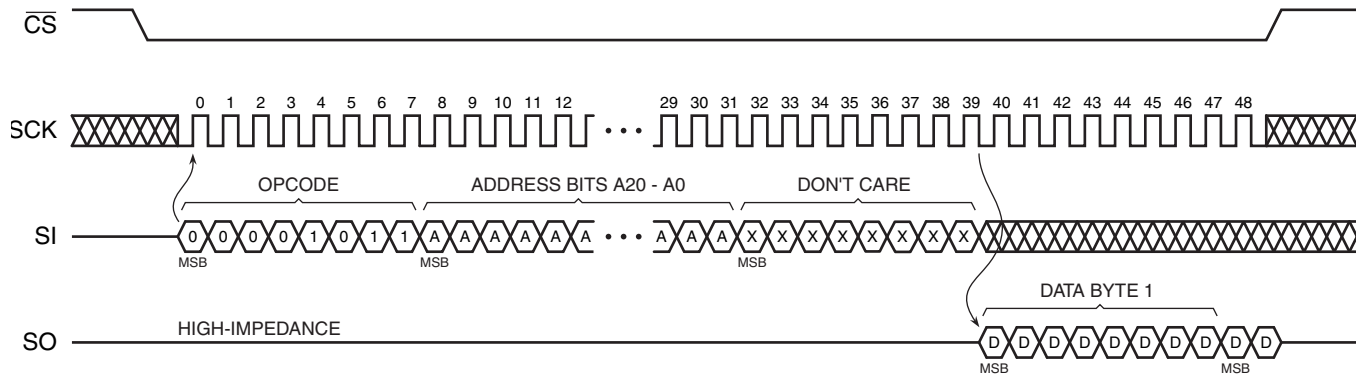 CS
0 1 2 3 4 5 6 7 8 9 10 11 12 29 30 31 32 33 34 35 36 37 38 39 40 41 42 43 44 45 46 47 48
SCK
OPCODE ADDRESS BITS A20 - A0 DON'T CARE
SI 0 0 0 0 1 0 1 1 A A A A A A A A A X X X X X X X X
MSB MSB MSB
DATA BYTE 1
HIGH-IMPEDANCE
SO D D D D D D D D D D
MSB MSB